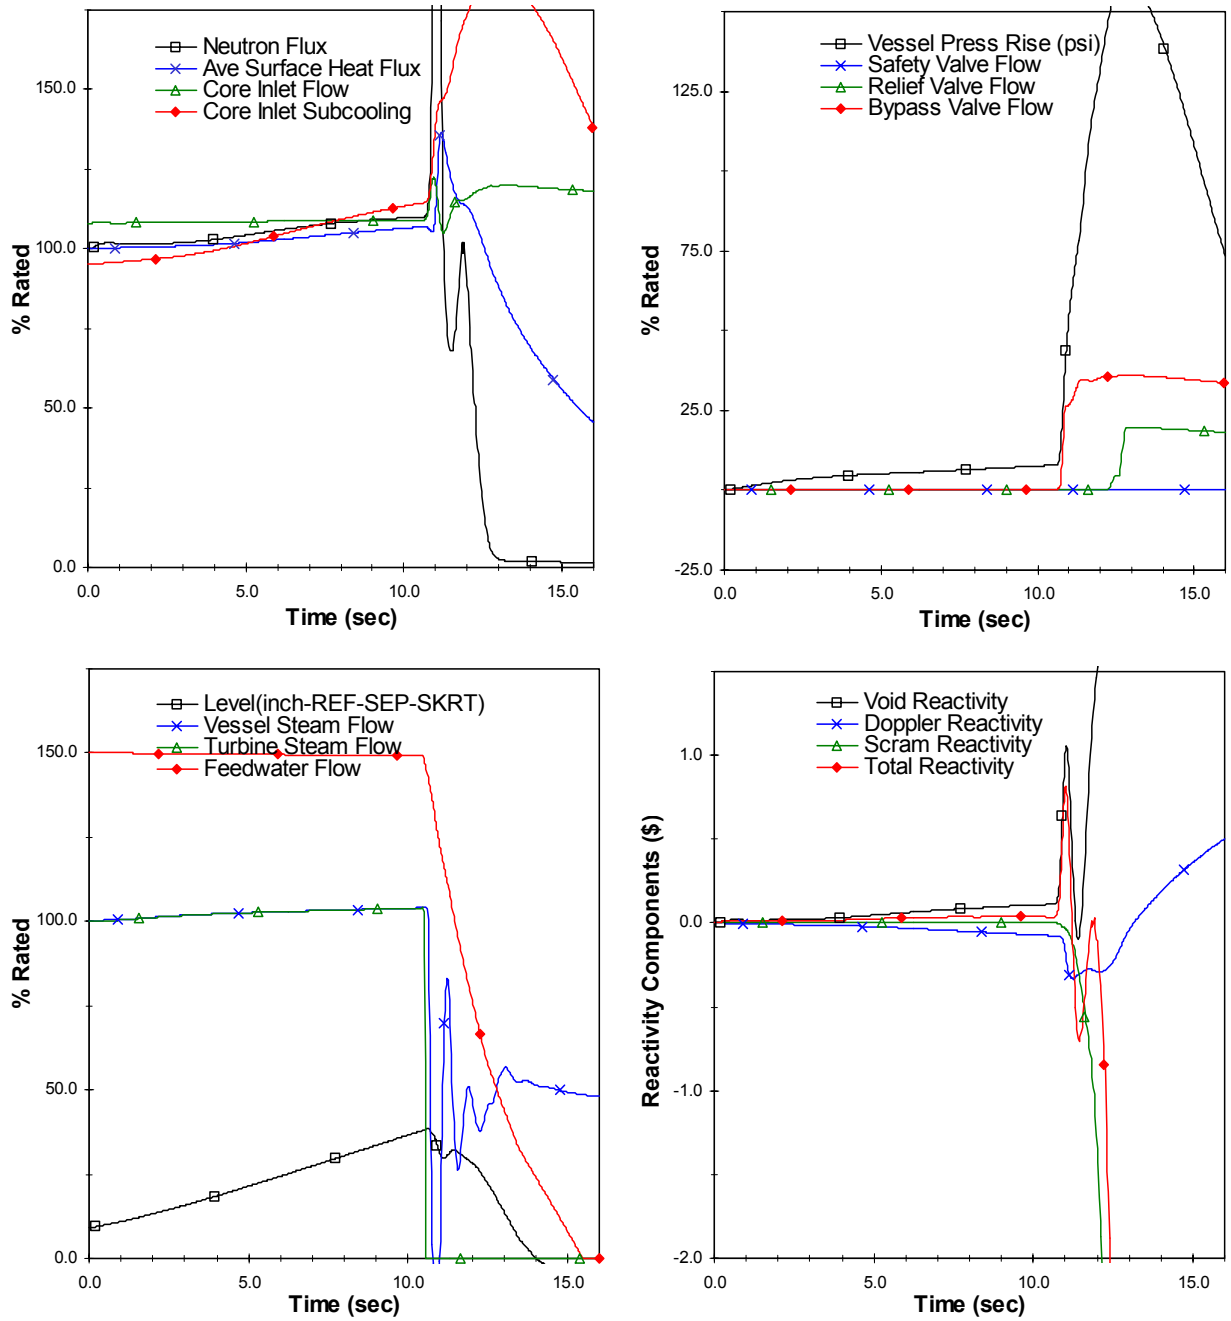 Neutron Flux
Ave Surface Heat Flux
Core Inlet Flow
Core Inlet Subcooling
150.0
100.0
50.0
0.0
% Rated
0.0 5.0 10.0 15.0
Time (sec)
Vessel Press Rise (psi)
Safety Valve Flow
Relief Valve Flow
Bypass Valve Flow
125.0
75.0
25.0
-25.0
% Rated
0.0 5.0 10.0 15.0
Time (sec)
Level(inch-REF-SEP-SKRT)
Vessel Steam Flow
Turbine Steam Flow
Feedwater Flow
150.0
100.0
50.0
0.0
% Rated
0.0 5.0 10.0 15.0
Time (sec)
Void Reactivity
Doppler Reactivity
Scram Reactivity
Total Reactivity
1.0
0.0
-1.0
-2.0
Reactivity Components ($)
0.0 5.0 10.0 15.0
Time (sec)